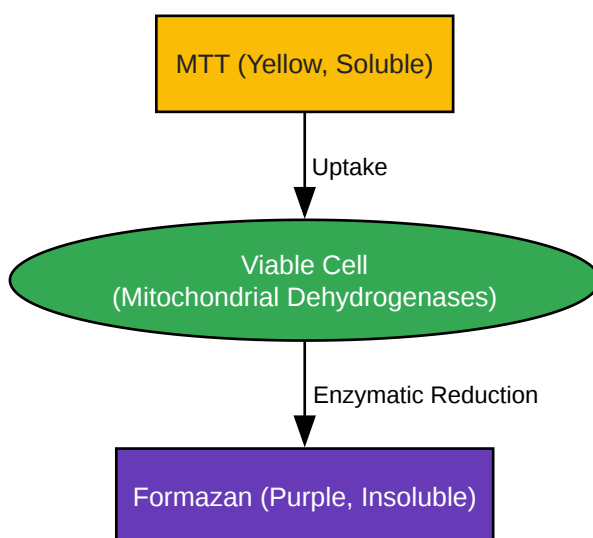 MTT (Yellow, Soluble)
Uptake
Viable Cell
(Mitochondrial Dehydrogenases)
Enzymatic Reduction
Formazan (Purple, Insoluble)